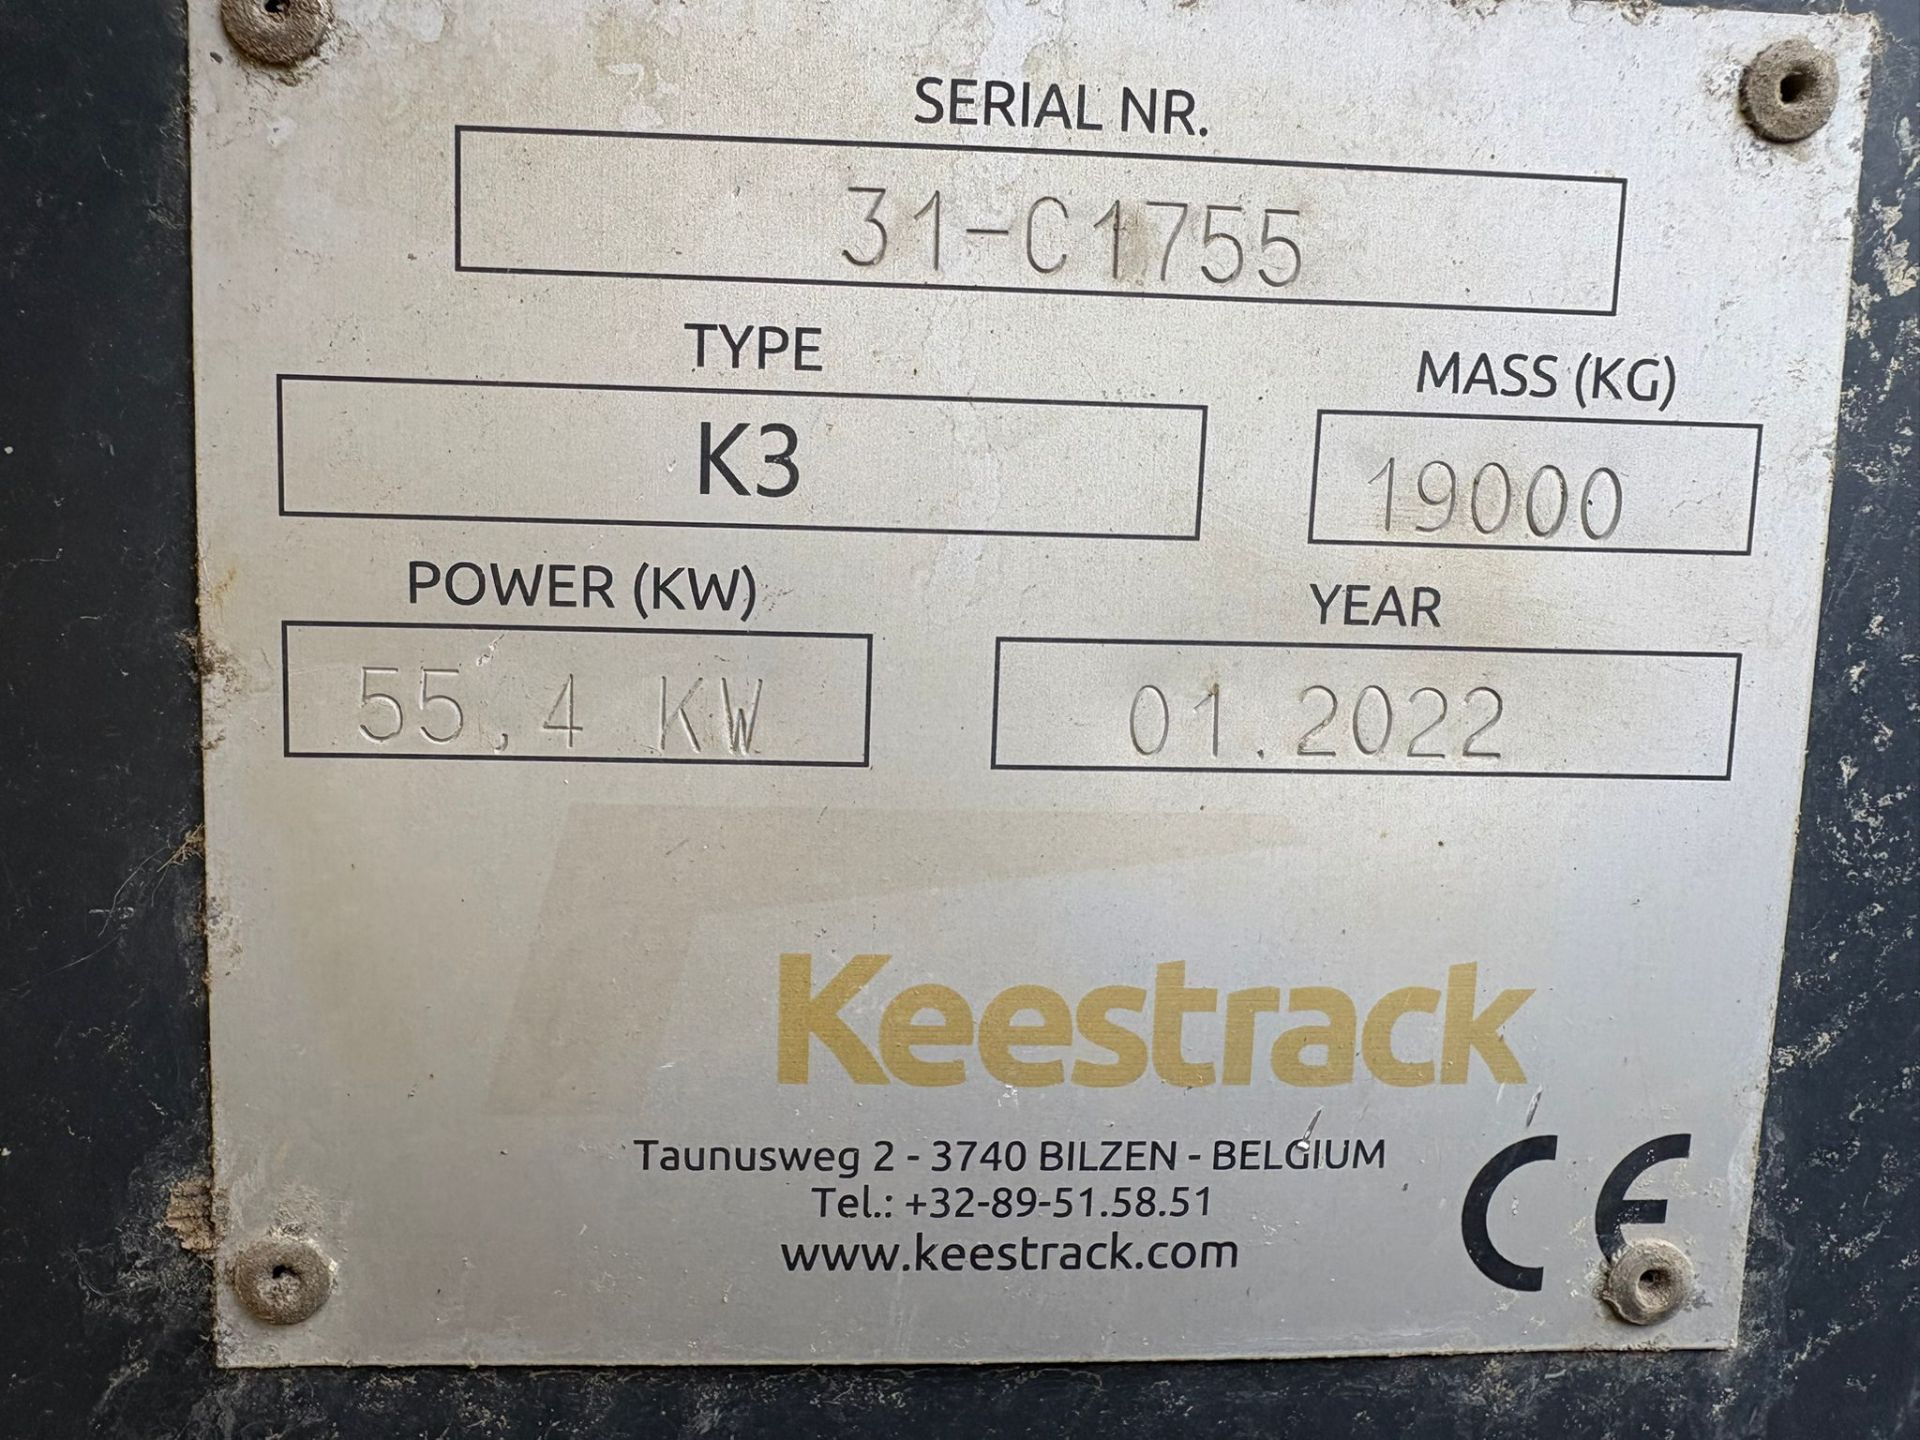 SERIAL NR.
31-C1755
TYPE
MASS (KG)
K3
19000
POWER (KW)
YEAR
55,4 KW
01.2022
Keestrack
Taunusweg 2 - 3740 BILZEN - BELGIUM
Tel.: +32-89-51.58.51
www.keestrack.com
CE